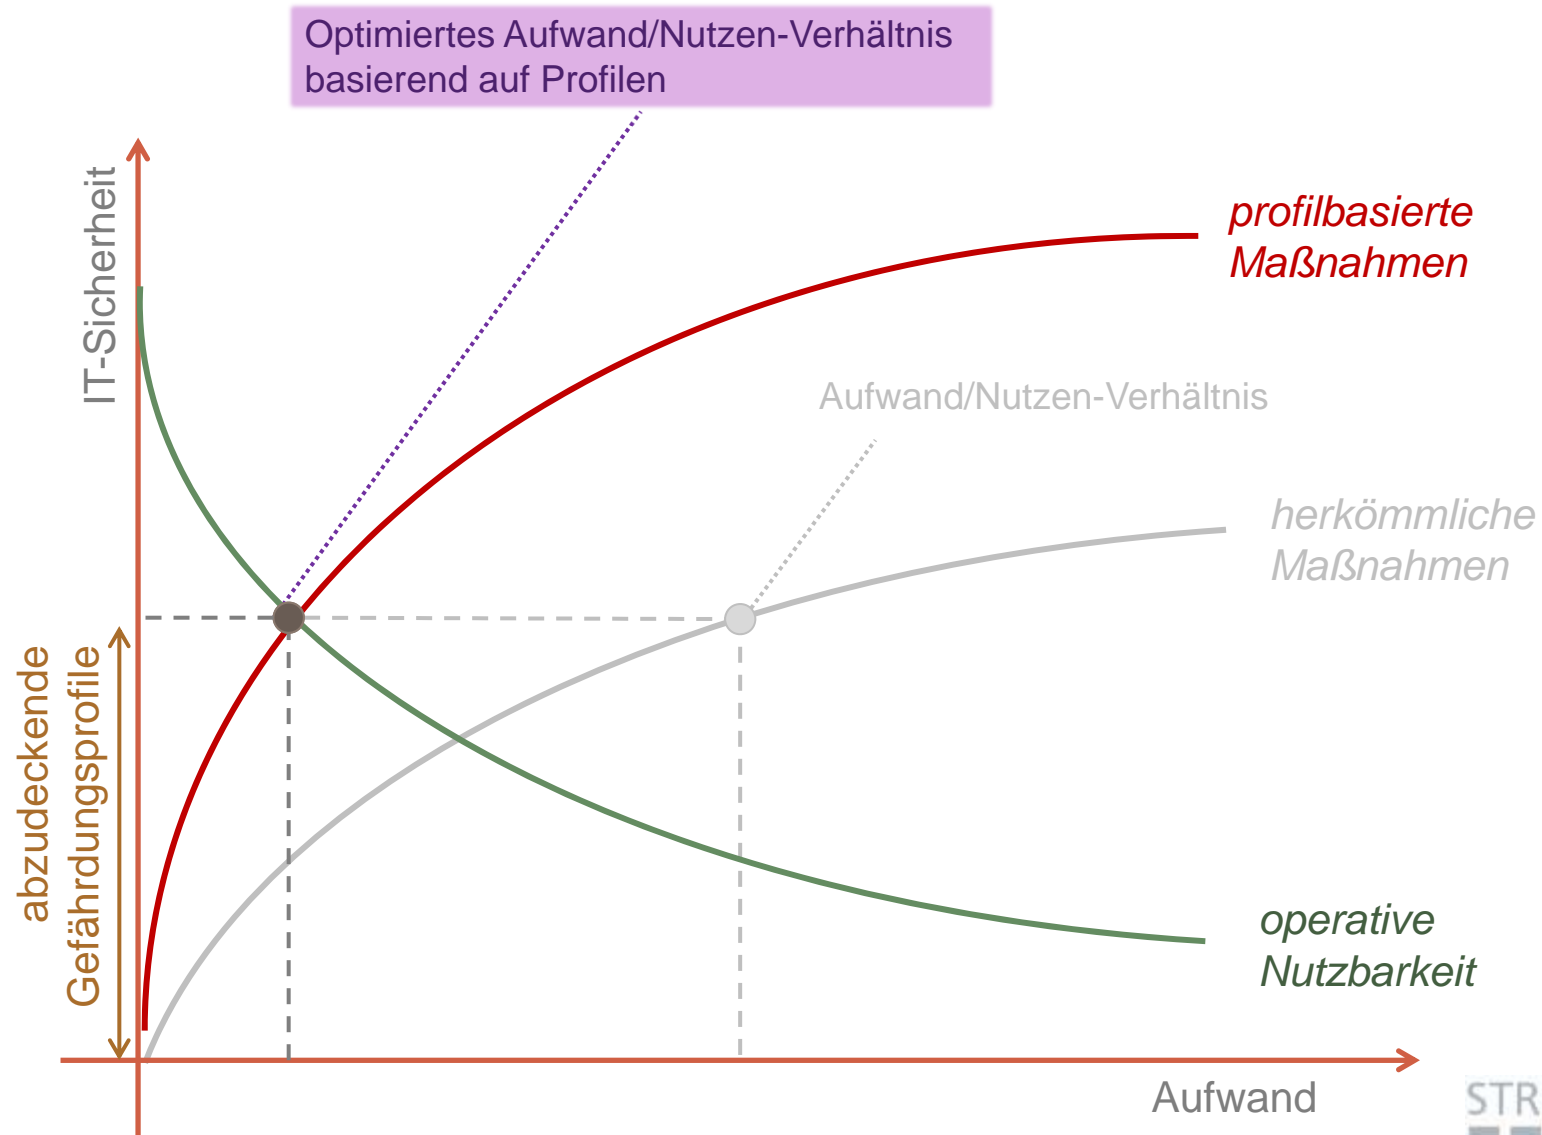 Optimiertes Aufwand/Nutzen-Verhältnis
basierend auf Profilen
IT-Sicherheit
profilbasierte
Maßnahmen
Aufwand/Nutzen-Verhältnis
herkömmliche
Maßnahmen
abzudeckende
Gefährdungsprofile
operative
Nutzbarkeit
Aufwand
STR